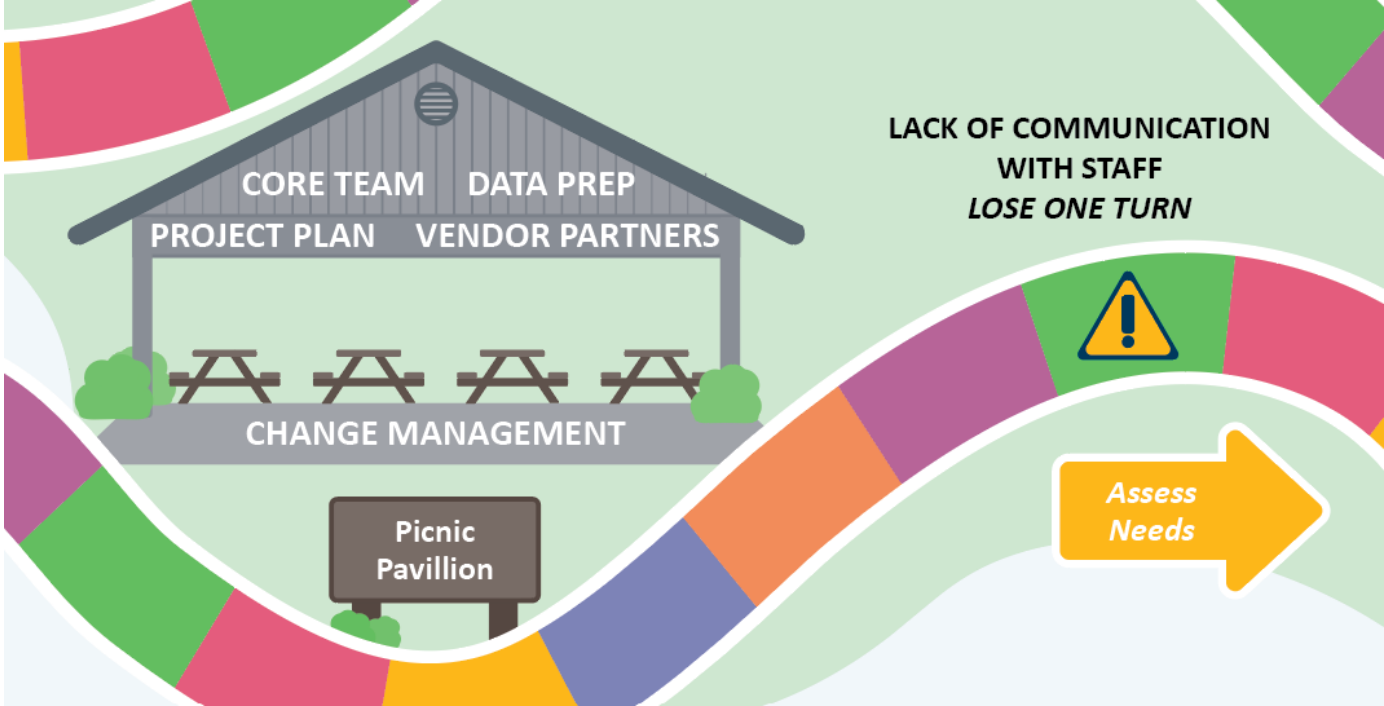 CORE TEAM DATA PREP
PROJECT PLAN VENDOR PARTNERS
CHANGE MANAGEMENT
Picnic
Pavillion
LACK OF COMMUNICATION
WITH STAFF
LOSE ONE TURN
Assess
Needs